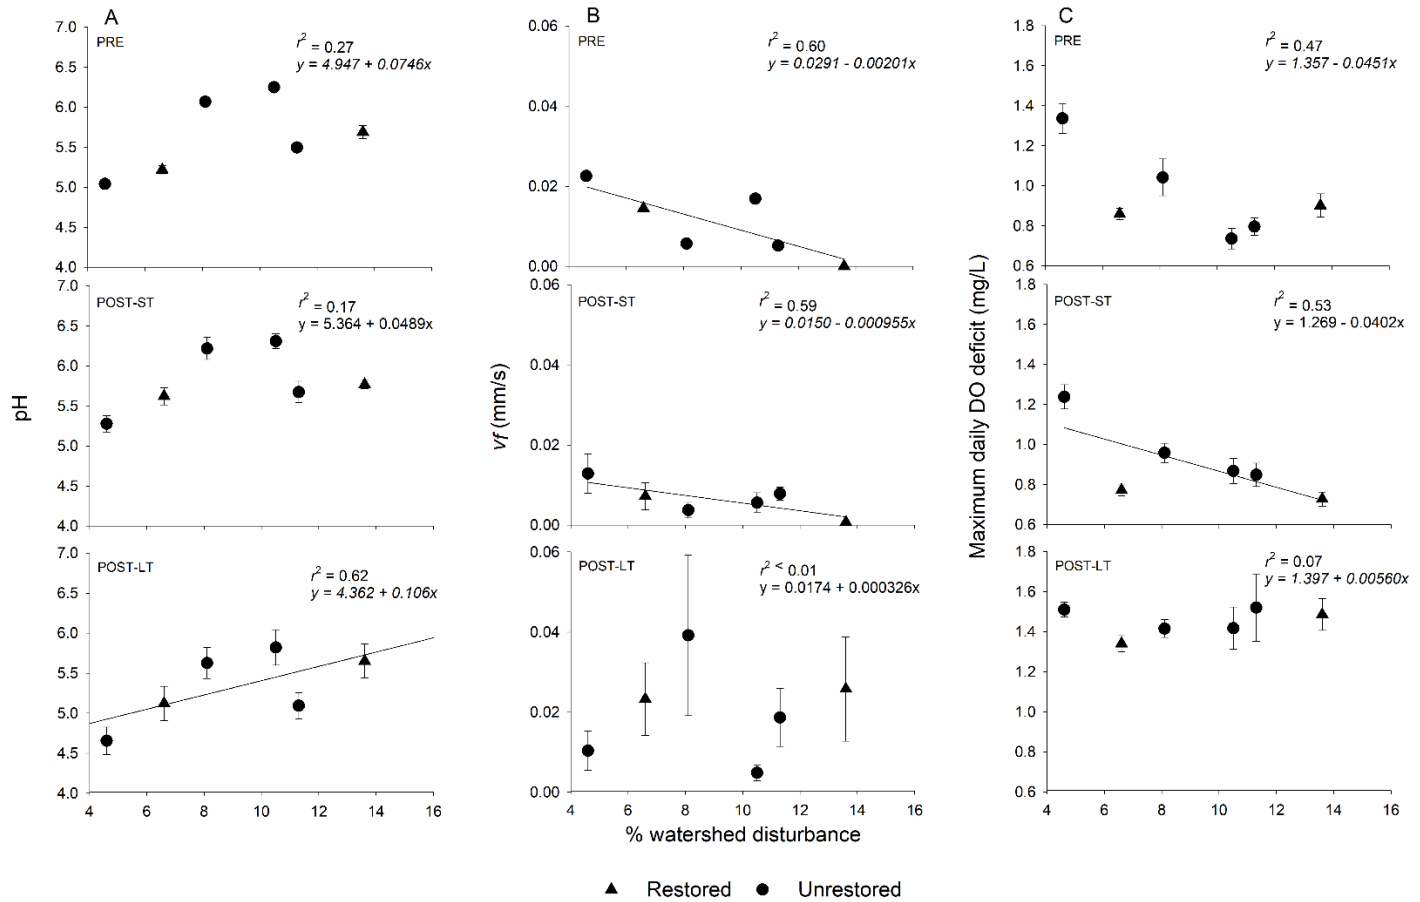 A
PRE
r² = 0.27
y = 4.947 + 0.0746x
7.0
6.5
6.0
5.5
5.0
4.5
4.0
POST-ST
r² = 0.17
y = 5.364 + 0.0489x
7.0
6.5
6.0
5.5
5.0
4.5
4.0
POST-LT
r² = 0.62
y = 4.362 + 0.106x
7.0
6.5
6.0
5.5
5.0
4.5
4.0
4 6 8 10 12 14 16
pH
B
PRE
r² = 0.60
y = 0.0291 - 0.00201x
0.06
0.04
0.02
0.00
POST-ST
r² = 0.59
y = 0.0150 - 0.000955x
0.06
0.04
0.02
0.00
POST-LT
r² < 0.01
y = 0.0174 + 0.000326x
0.06
0.04
0.02
0.00
4 6 8 10 12 14 16
vf (mm/s)
% watershed disturbance
C
PRE
r² = 0.47
y = 1.357 - 0.0451x
1.8
1.6
1.4
1.2
1.0
0.8
0.6
POST-ST
r² = 0.53
y = 1.269 - 0.0402x
1.8
1.6
1.4
1.2
1.0
0.8
0.6
POST-LT
r² = 0.07
y = 1.397 + 0.00560x
1.8
1.6
1.4
1.2
1.0
0.8
0.6
4 6 8 10 12 14 16
Maximum daily DO deficit (mg/L)
Restored Unrestored